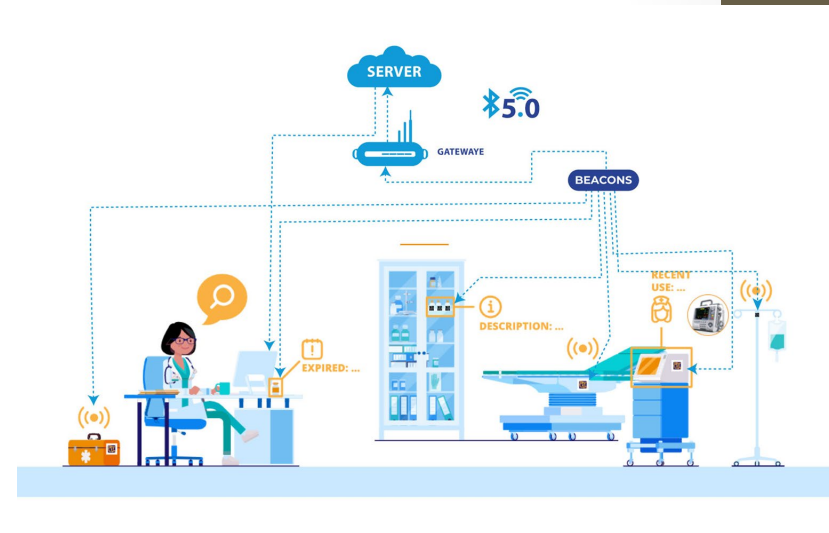 SERVER
5.0
GATEWAYE
BEACONS
RECENT
USE: ...
DESCRIPTION: ...
EXPIRED: ...